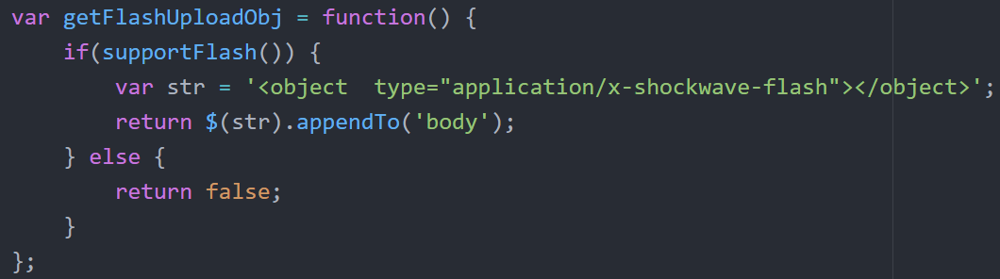 var getFlashUploadObj = function() {
    if(supportFlash()) {
        var str = '<object  type="application/x-shockwave-flash"></object>';
        return $(str).appendTo('body');
    } else {
        return false;
    }
};